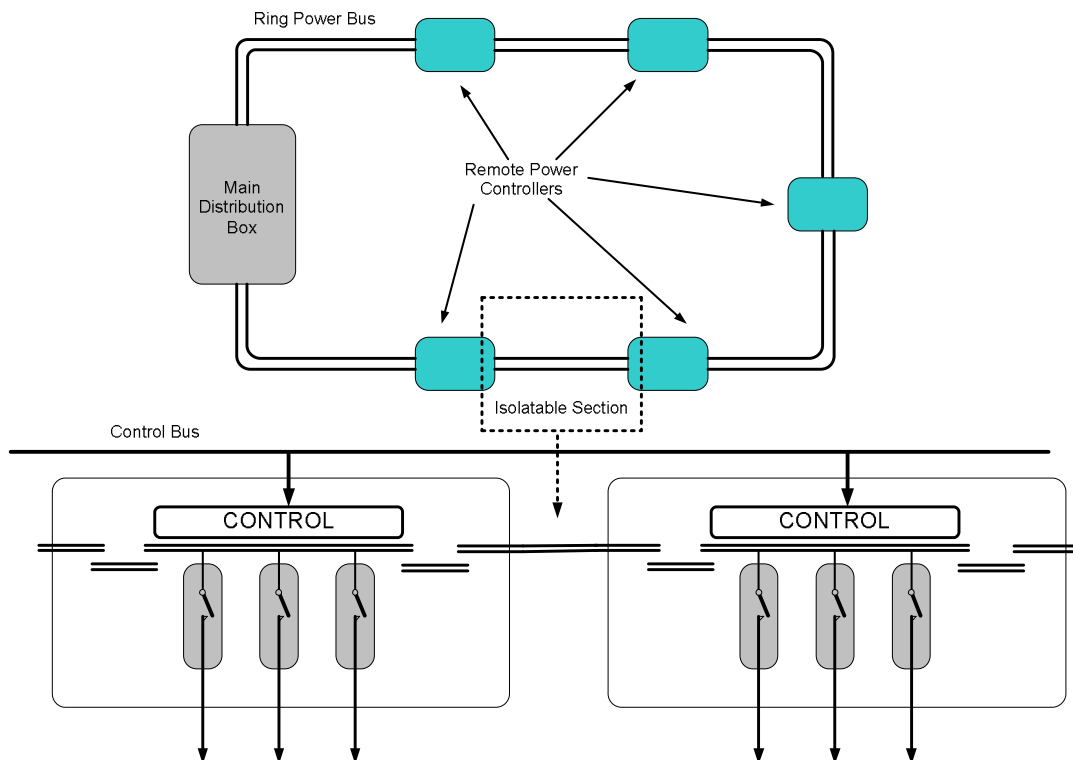 Ring Power Bus
Main
Distribution
Box
Remote Power
Controllers
Isolatable Section
Control Bus
CONTROL
CONTROL